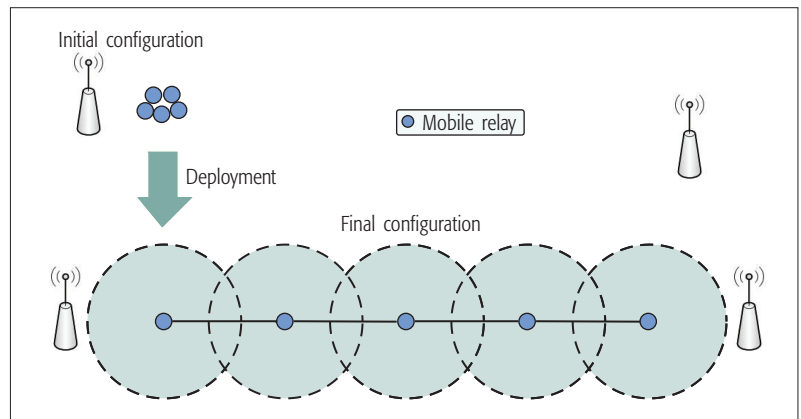 Initial configuration
Mobile relay
Deployment
Final configuration